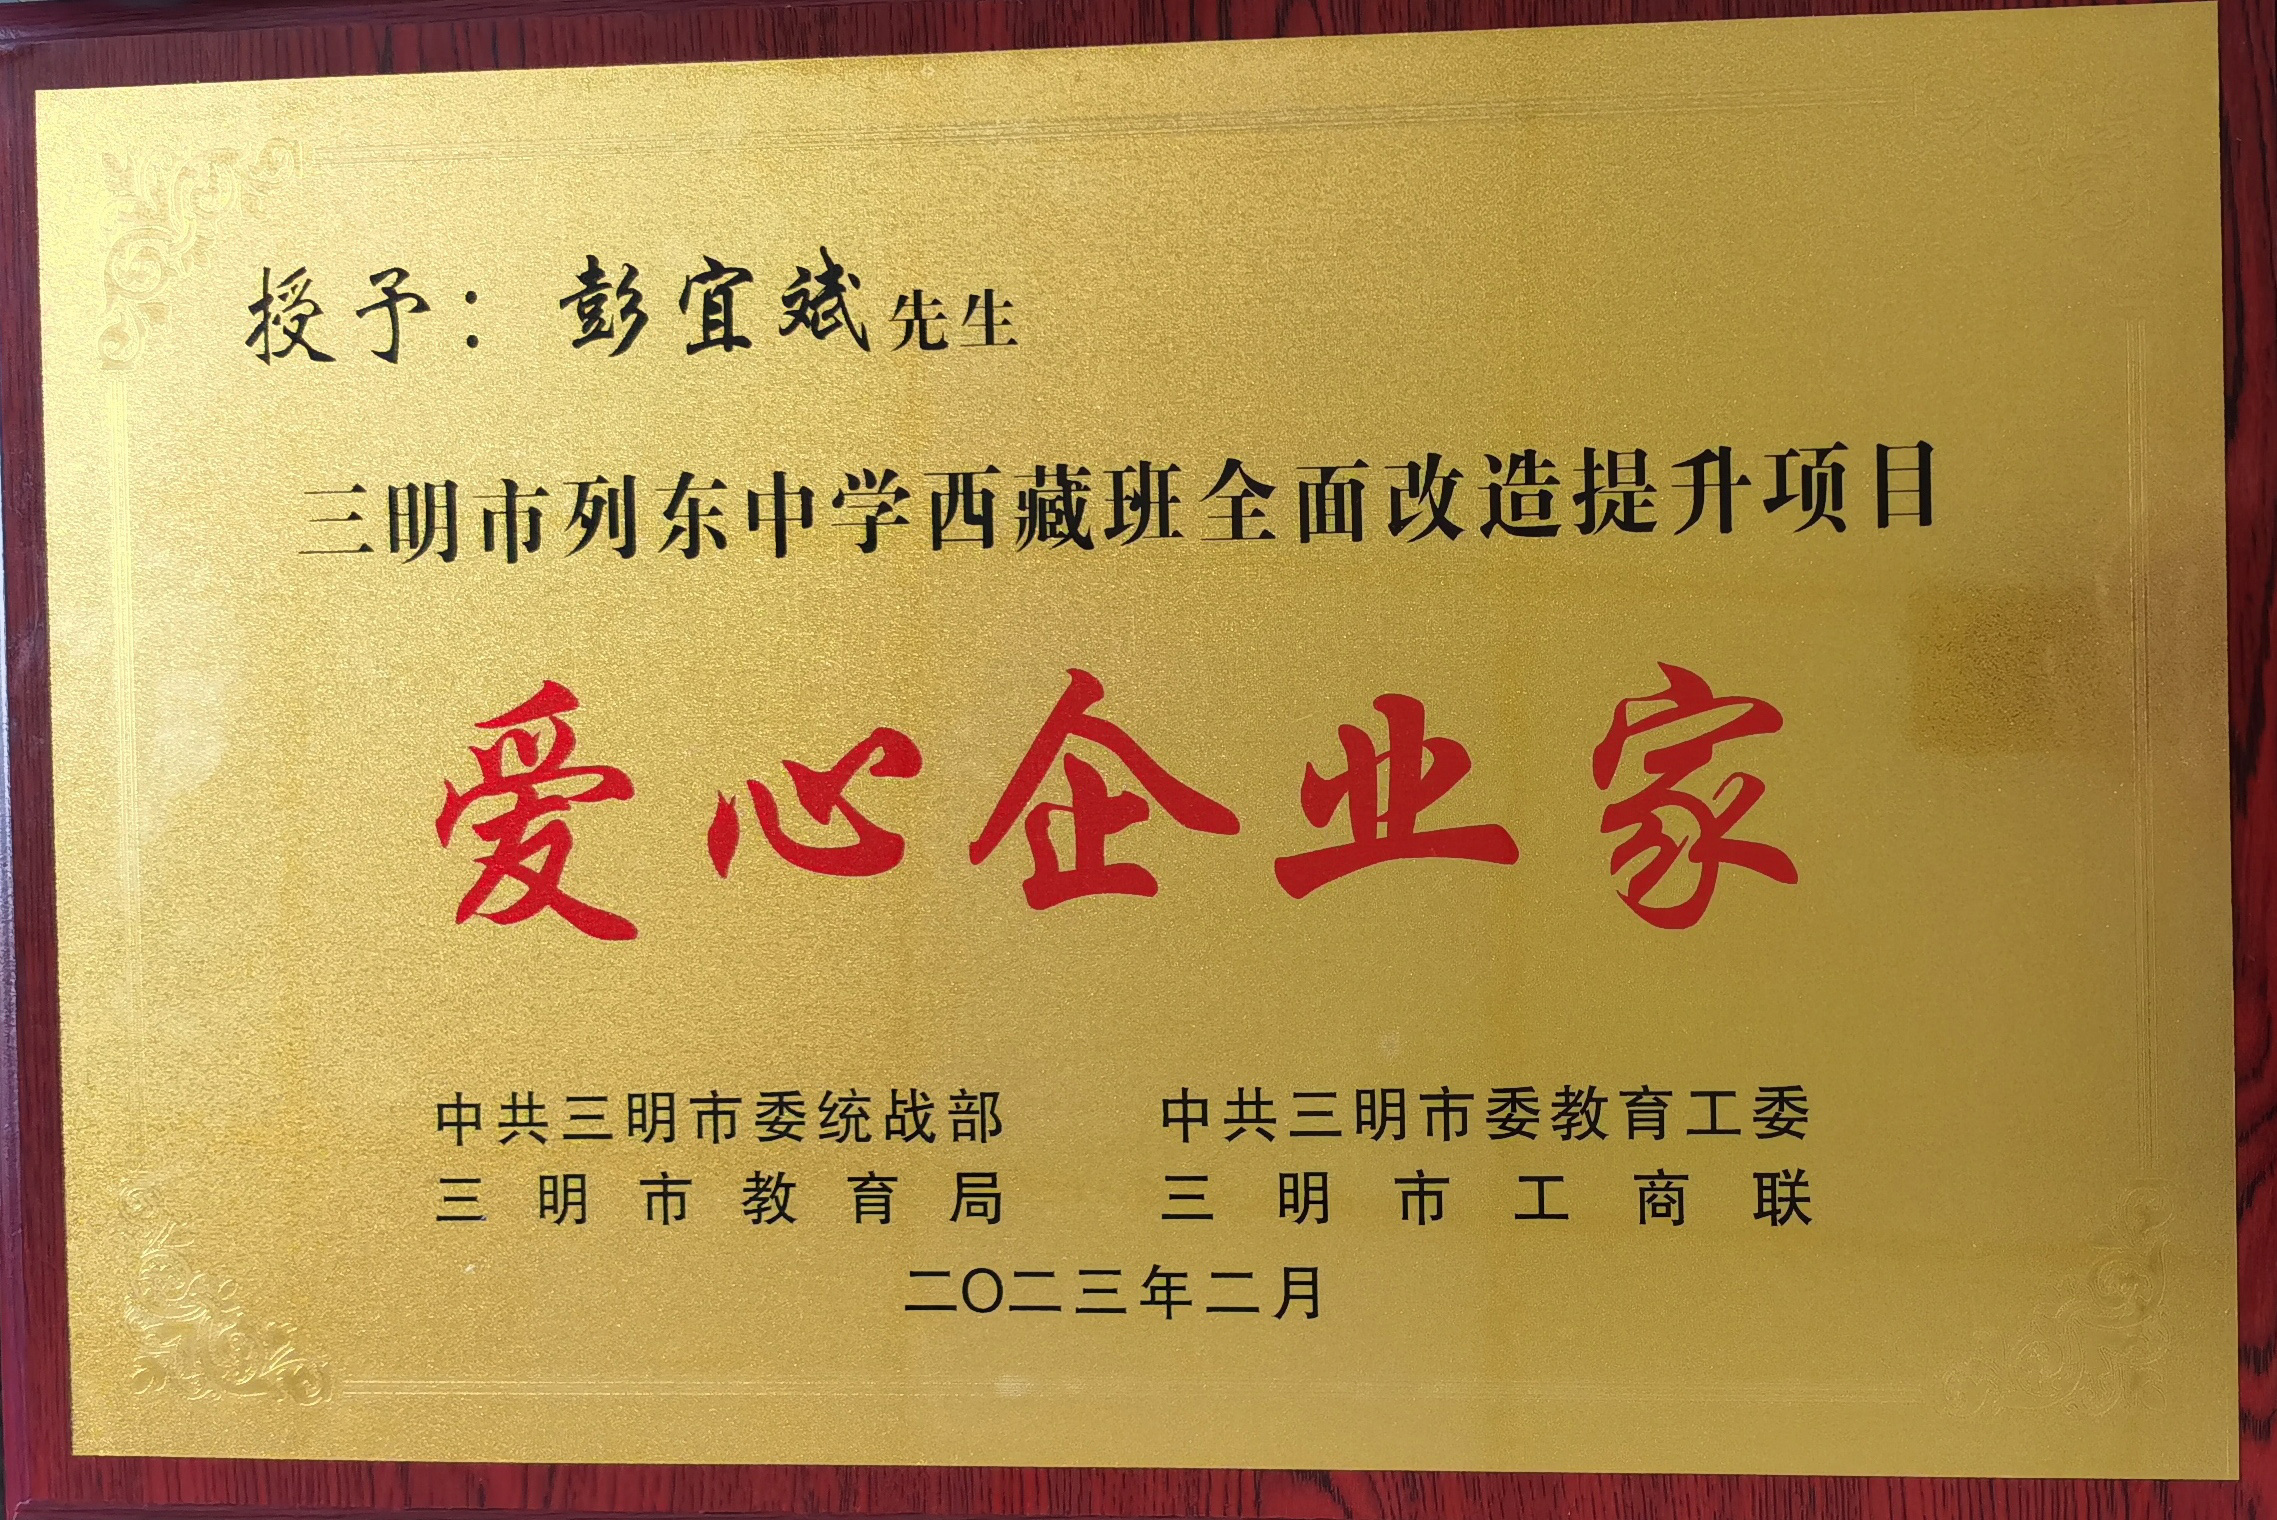 授予：彭宜斌先生
三明市列东中学西藏班全面改造提升项目
爱心企业家
中共三明市委统战部 中共三明市委教育工委
三明市教育局 三明市工商联
二〇二三年二月